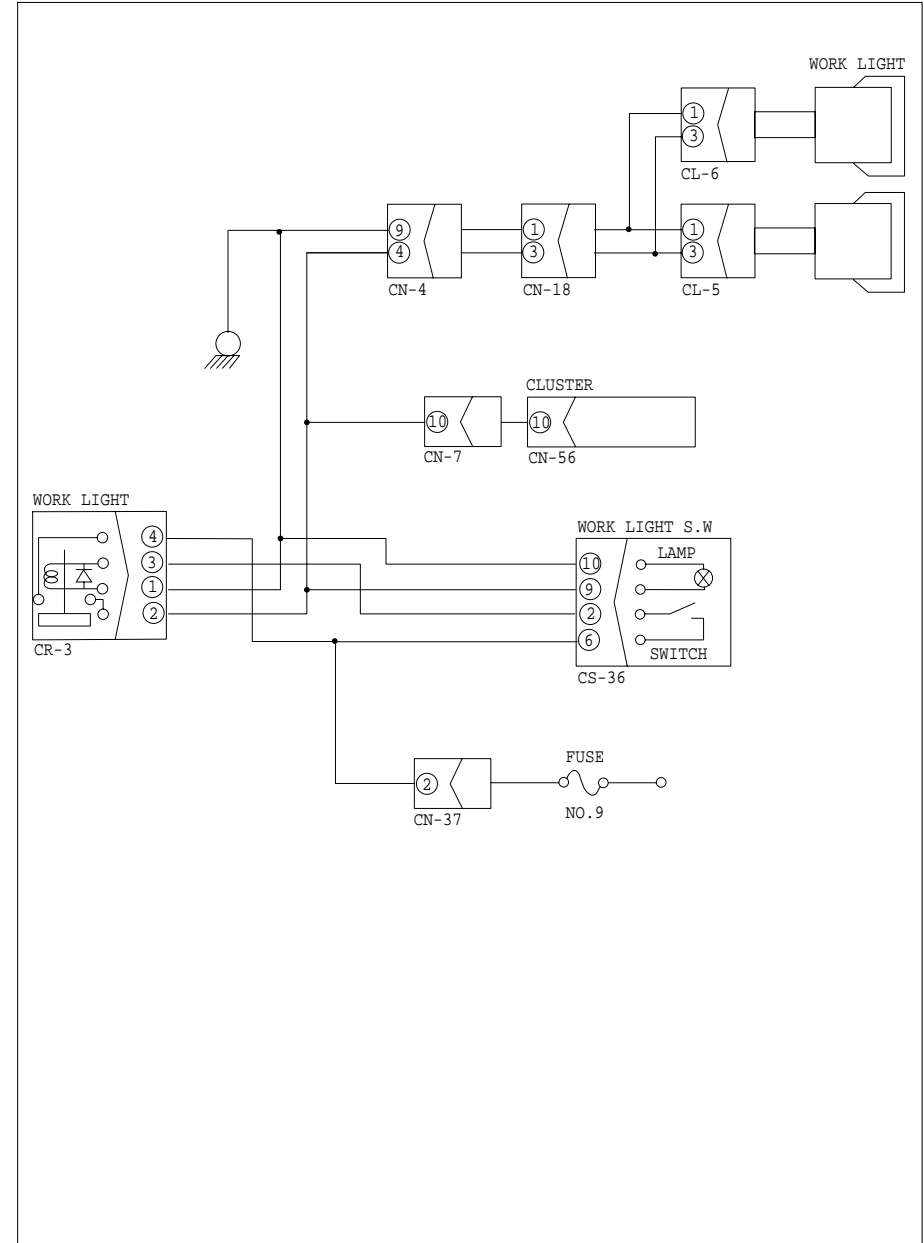 WORK LIGHT
1
3
CL-6
9
4
CN-4
1
3
CN-18
1
3
CL-5
CLUSTER
10
CN-7
10
CN-56
WORK LIGHT
4
3
1
2
CR-3
WORK LIGHT S.W
10
9
2
6
LAMP
SWITCH
CS-36
2
CN-37
FUSE
NO.9